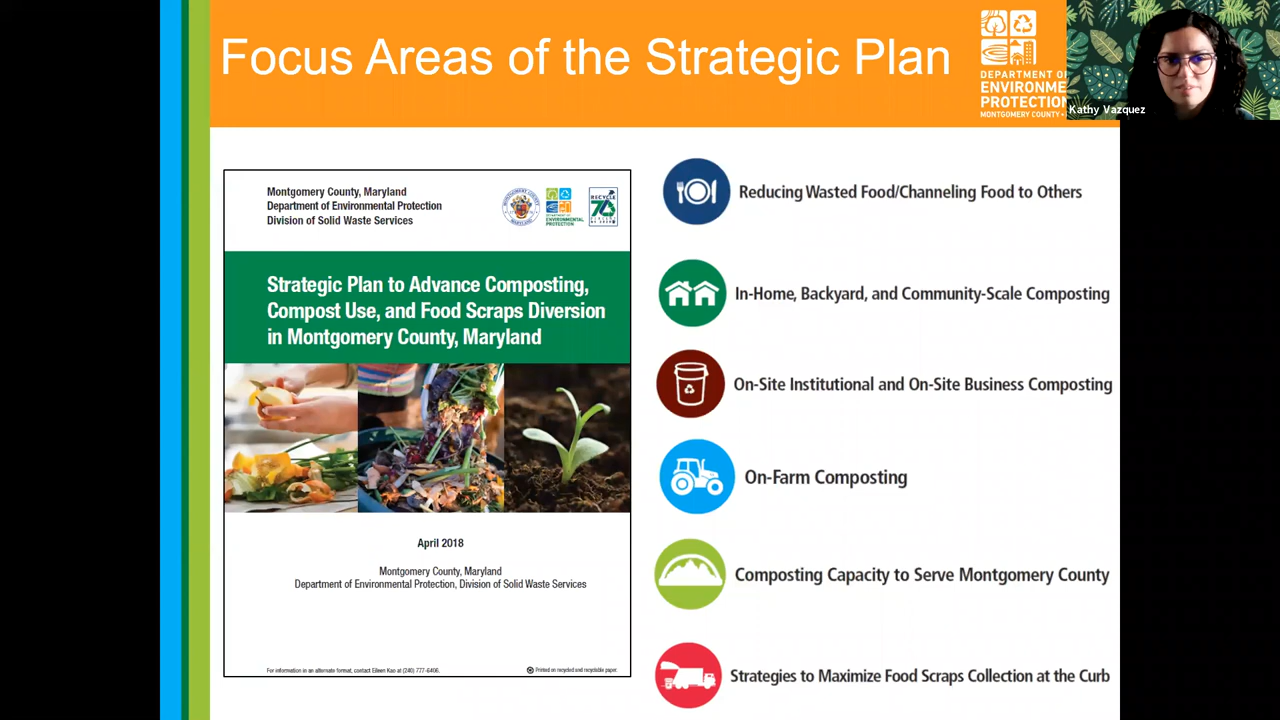 Focus Areas of the Strategic Plan
DEPARTMENT OF
ENVIRONME
PROTECTION
MONTGOMERY COUNTY
Kathy Vazquez
Montgomery County, Maryland
Department of Environmental Protection
Division of Solid Waste Services
RECYCLE
70
ENVIRONMENTAL
PROTECTION
Strategic Plan to Advance Composting,
Compost Use, and Food Scraps Diversion
in Montgomery County, Maryland
April 2018
Montgomery County, Maryland
Department of Environmental Protection, Division of Solid Waste Services
For information in an alternate format, contact Eileen Kao at (240) 777-6406.
Printed on recycled and recyclable paper.
Reducing Wasted Food/Channeling Food to Others
In-Home, Backyard, and Community-Scale Composting
On-Site Institutional and On-Site Business Composting
On-Farm Composting
Composting Capacity to Serve Montgomery County
Strategies to Maximize Food Scraps Collection at the Curb